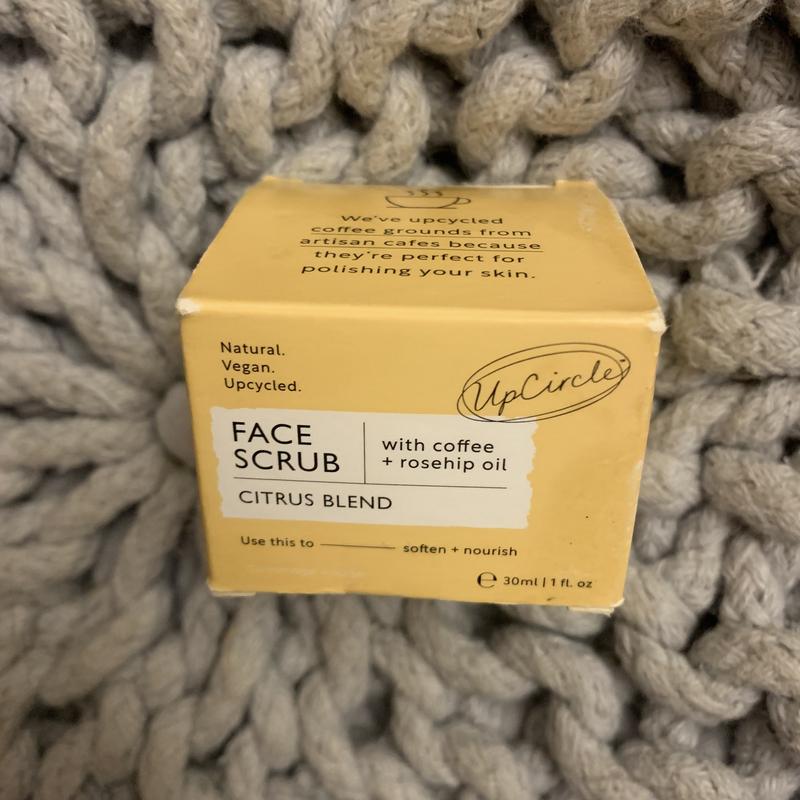 We've upcycled
coffee grounds from
artisan cafes because
they're perfect for
polishing your skin.
Natural.
Vegan.
Upcycled.
UpCircle
FACE
SCRUB
with coffee
+ rosehip oil
CITRUS BLEND
Use this to soften + nourish
℮ 30ml | 1 fl. oz